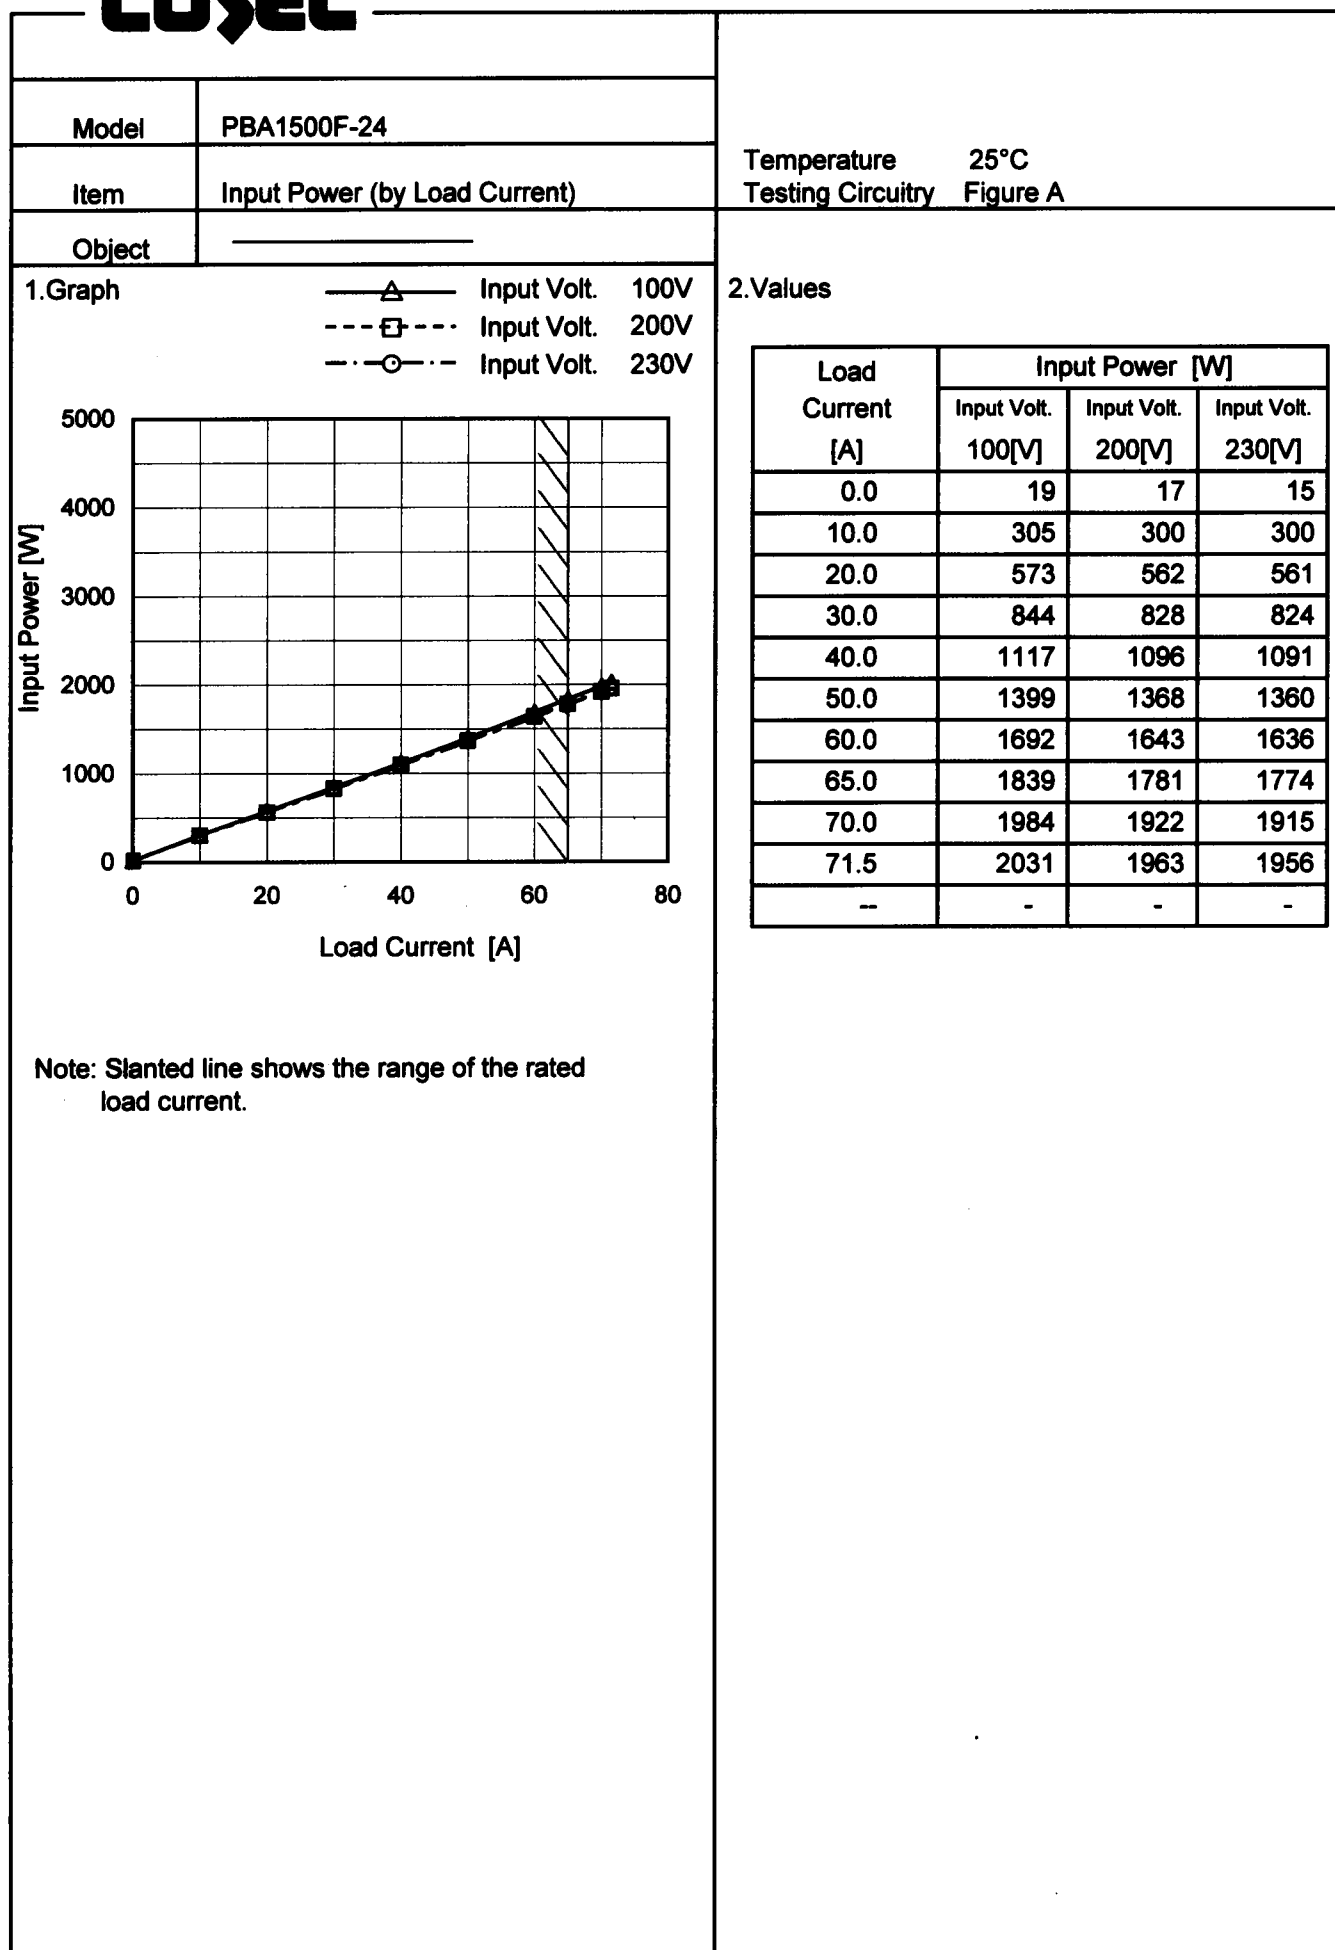 COSEL
Model PBA1500F-24
Item Input Power (by Load Current)
Object
Temperature 25°C
Testing Circuitry Figure A
1.Graph
Input Volt. 100V
Input Volt. 200V
Input Volt. 230V
5000
4000
3000
2000
1000
0
Input Power [W]
0 20 40 60 80
Load Current [A]
Note: Slanted line shows the range of the rated
load current.
2.Values
Load Input Power [W]
Current Input Volt. Input Volt. Input Volt.
[A] 100[V] 200[V] 230[V]
0.0 19 17 15
10.0 305 300 300
20.0 573 562 561
30.0 844 828 824
40.0 1117 1096 1091
50.0 1399 1368 1360
60.0 1692 1643 1636
65.0 1839 1781 1774
70.0 1984 1922 1915
71.5 2031 1963 1956
-- - - -